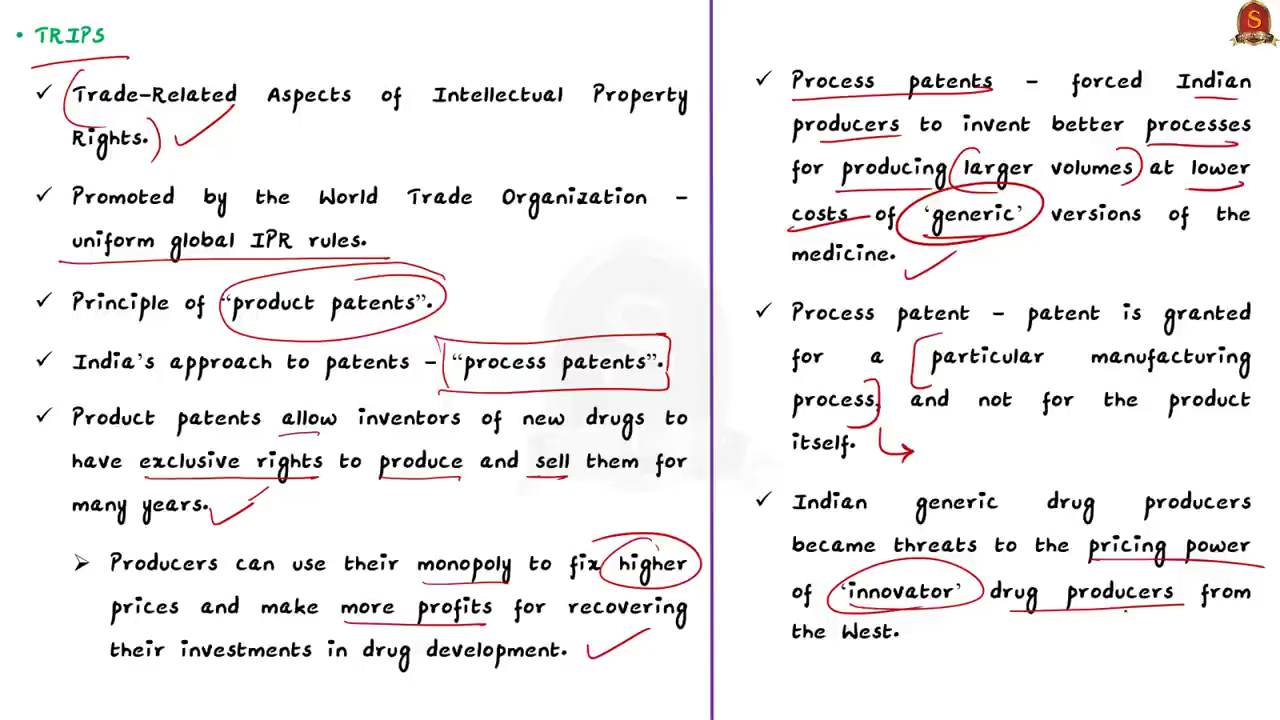 • TRIPS
✓ Trade-Related Aspects of Intellectual Property
Rights.
✓ Promoted by the World Trade Organization –
uniform global IPR rules.
✓ Principle of “product patents”.
✓ India's approach to patents – “process patents”.
✓ Product patents allow inventors of new drugs to
have exclusive rights to produce and sell them for
many years.
➢ Producers can use their monopoly to fix higher
prices and make more profits for recovering
their investments in drug development.
✓ Process patents – forced Indian
producers to invent better processes
for producing larger volumes at lower
costs of ‘generic’ versions of the
medicine.
✓ Process patent – patent is granted
for a particular manufacturing
process, and not for the product
itself.
✓ Indian generic drug producers
became threats to the pricing power
of ‘innovator’ drug producers from
the West.
S